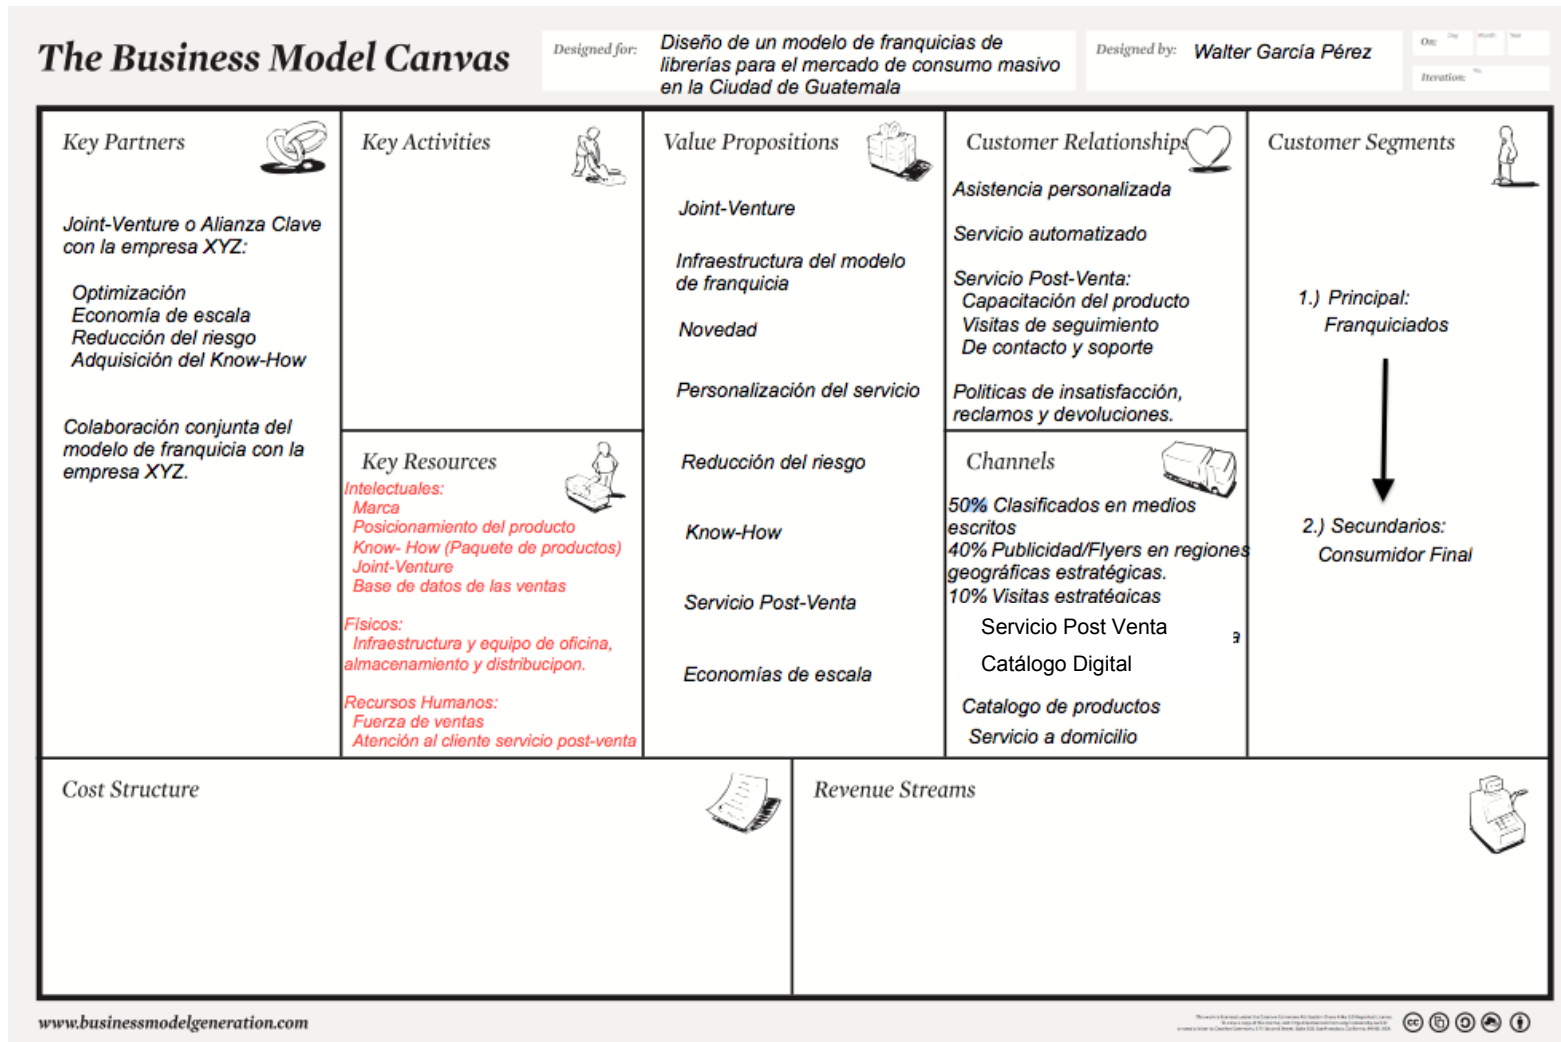 The Business Model Canvas
Designed for:
Diseño de un modelo de franquicias de
librerías para el mercado de consumo masivo
en la Ciudad de Guatemala
Designed by:
Walter García Pérez
On:
Day
Month
Year
Iteration:
No.
Key Partners
Joint-Venture o Alianza Clave
con la empresa XYZ:
Optimización
Economía de escala
Reducción del riesgo
Adquisición del Know-How
Colaboración conjunta del
modelo de franquicia con la
empresa XYZ.
Key Activities
Key Resources
Intelectuales:
Marca
Posicionamiento del producto
Know- How (Paquete de productos)
Joint-Venture
Base de datos de las ventas
Físicos:
Infraestructura y equipo de oficina,
almacenamiento y distribucipon.
Recursos Humanos:
Fuerza de ventas
Atención al cliente servicio post-venta
Value Propositions
Joint-Venture
Infraestructura del modelo
de franquicia
Novedad
Personalización del servicio
Reducción del riesgo
Know-How
Servicio Post-Venta
Economías de escala
Customer Relationships
Asistencia personalizada
Servicio automatizado
Servicio Post-Venta:
Capacitación del producto
Visitas de seguimiento
De contacto y soporte
Politicas de insatisfacción,
reclamos y devoluciones.
Channels
50% Clasificados en medios
escritos
40% Publicidad/Flyers en regiones
geográficas estratégicas.
10% Visitas estratégicas
Servicio Post Venta
a
Catálogo Digital
Catalogo de productos
Servicio a domicilio
Customer Segments
1.) Principal:
Franquiciados
2.) Secundarios:
Consumidor Final
Cost Structure
Revenue Streams
www.businessmodelgeneration.com